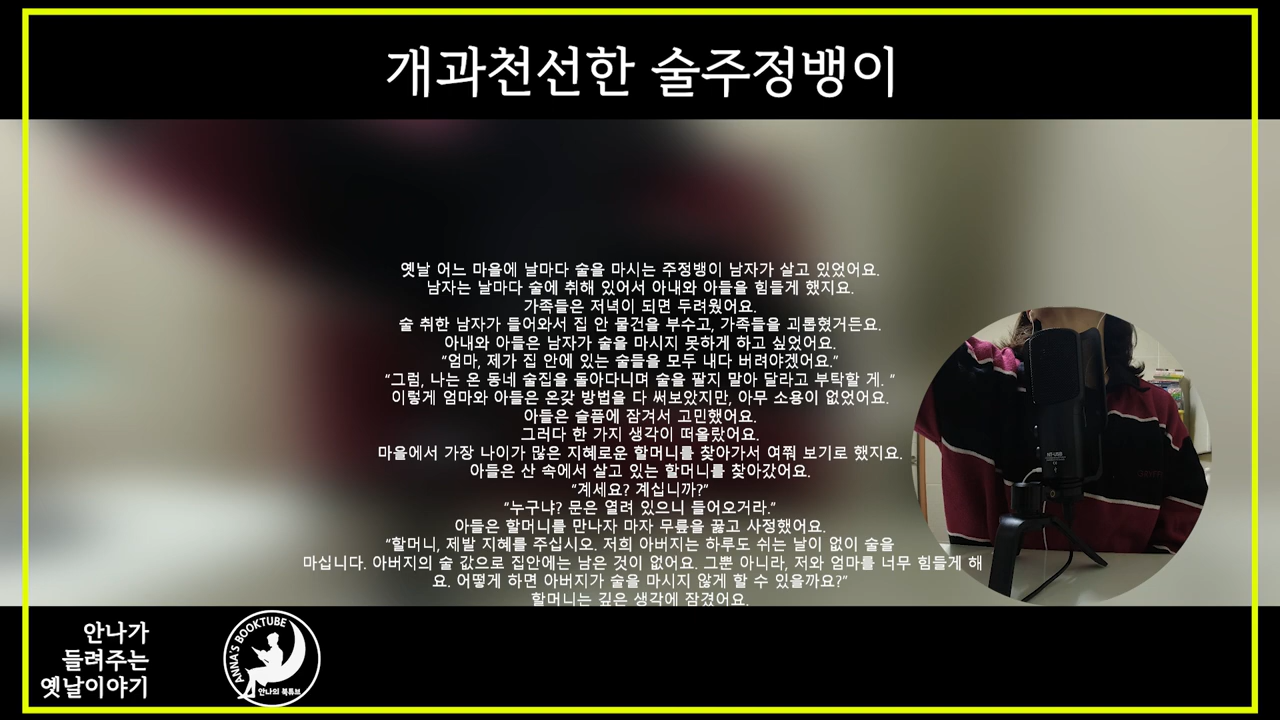 개과천선한 술주정뱅이
옛날 어느 마을에 날마다 술을 마시는 주정뱅이 남자가 살고 있었어요.
남자는 날마다 술에 취해 있어서 아내와 아들을 힘들게 했지요.
가족들은 저녁이 되면 두려웠어요.
술 취한 남자가 들어와서 집 안 물건을 부수고, 가족들을 괴롭혔거든요.
아내와 아들은 남자가 술을 마시지 못하게 하고 싶었어요.
“엄마, 제가 집 안에 있는 술들을 모두 내다 버려야겠어요.”
“그럼, 나는 온 동네 술집을 돌아다니며 술을 팔지 말아 달라고 부탁할 게. ”
이렇게 엄마와 아들은 온갖 방법을 다 써보았지만, 아무 소용이 없었어요.
아들은 슬픔에 잠겨서 고민했어요.
그러다 한 가지 생각이 떠올랐어요.
마을에서 가장 나이가 많은 지혜로운 할머니를 찾아가서 여쭤 보기로 했지요.
아들은 산 속에서 살고 있는 할머니를 찾아갔어요.
“계세요? 계십니까?”
“누구냐? 문은 열려 있으니 들어오거라.”
아들은 할머니를 만나자 마자 무릎을 꿇고 사정했어요.
“할머니, 제발 지혜를 주십시오. 저희 아버지는 하루도 쉬는 날이 없이 술을
마십니다. 아버지의 술 값으로 집안에는 남은 것이 없어요. 그뿐 아니라, 저와 엄마를 너무 힘들게 해
요. 어떻게 하면 아버지가 술을 마시지 않게 할 수 있을까요?”
할머니는 깊은 생각에 잠겼어요.
안나가
들려주는
옛날이야기
ANNA'S BOOKTUBE
안나의 북튜브